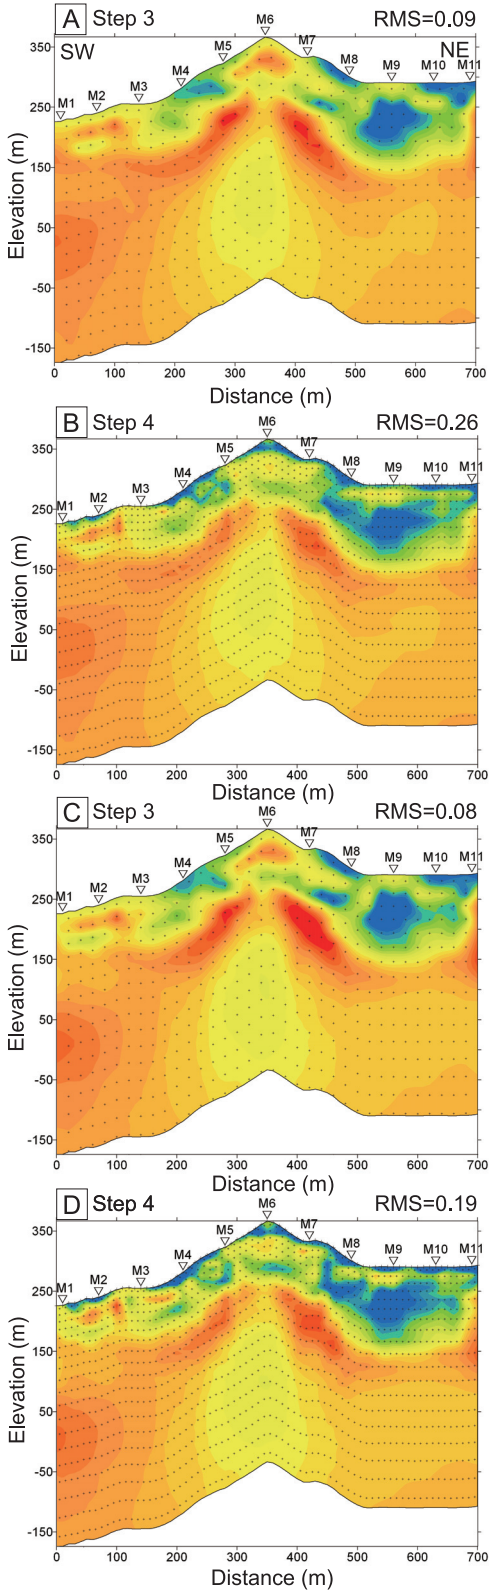 A Step 3 RMS=0.09
SW NE
M1 M2 M3 M4 M5 M6 M7 M8 M9 M10 M11
Elevation (m)
350
250
150
50
-50
-150
0 100 200 300 400 500 600 700
Distance (m)
B Step 4 RMS=0.26
M1 M2 M3 M4 M5 M6 M7 M8 M9 M10 M11
Elevation (m)
350
250
150
50
-50
-150
0 100 200 300 400 500 600 700
Distance (m)
C Step 3 RMS=0.08
M1 M2 M3 M4 M5 M6 M7 M8 M9 M10 M11
Elevation (m)
350
250
150
50
-50
-150
0 100 200 300 400 500 600 700
Distance (m)
D Step 4 RMS=0.19
M1 M2 M3 M4 M5 M6 M7 M8 M9 M10 M11
Elevation (m)
350
250
150
50
-50
-150
0 100 200 300 400 500 600 700
Distance (m)